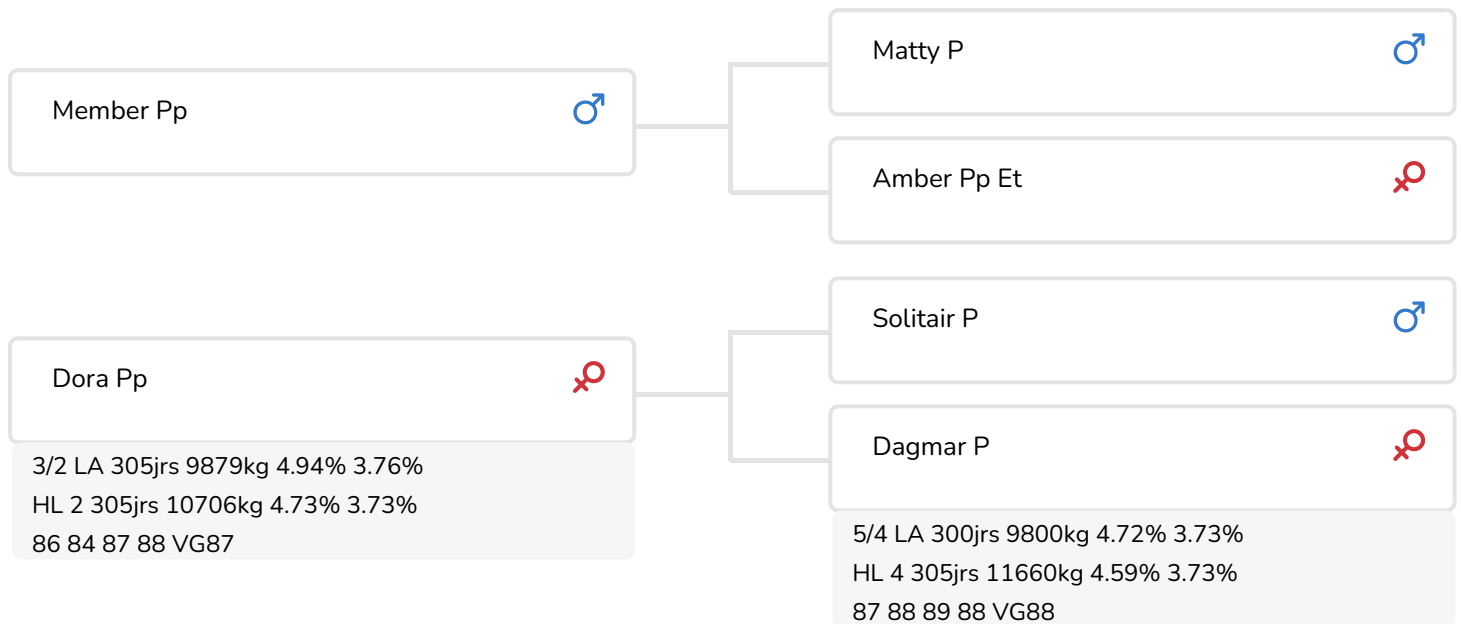 Matty P
Member Pp
Amber Pp Et
Solitair P
Dora Pp
Dagmar P
3/2 LA 305jrs 9879kg 4.94% 3.76%
HL 2 305jrs 10706kg 4.73% 3.73%
86 84 87 88 VG87
5/4 LA 300jrs 9800kg 4.72% 3.73%
HL 4 305jrs 11660kg 4.59% 3.73%
87 88 89 88 VG88